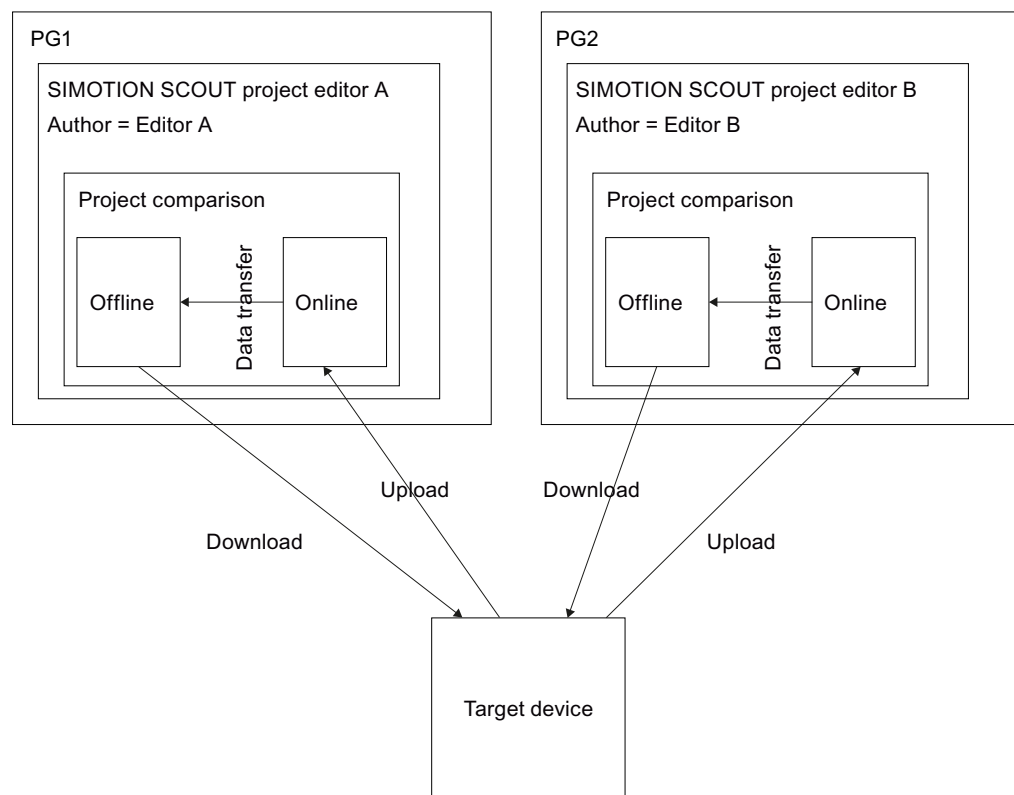 PG1
SIMOTION SCOUT project editor A
Author = Editor A
Project comparison
Offline
Data transfer
Online
PG2
SIMOTION SCOUT project editor B
Author = Editor B
Project comparison
Offline
Data transfer
Online
Upload
Download
Download
Upload
Target device